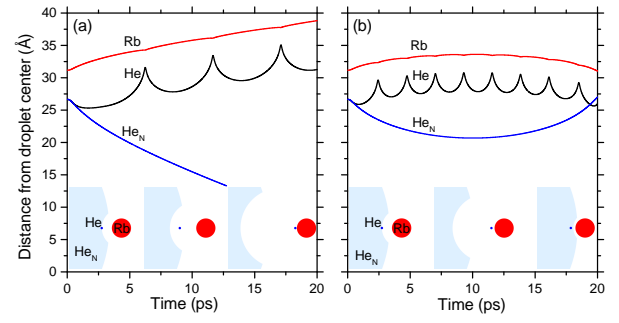 (a)
Rb
He
He_N
He
Rb
He_N
(b)
Rb
He
He_N
He
Rb
He_N
Distance from droplet center (Å)
40
35
30
25
20
15
10
5
0
0
5
10
15
20
0
5
10
15
20
Time (ps)
Time (ps)